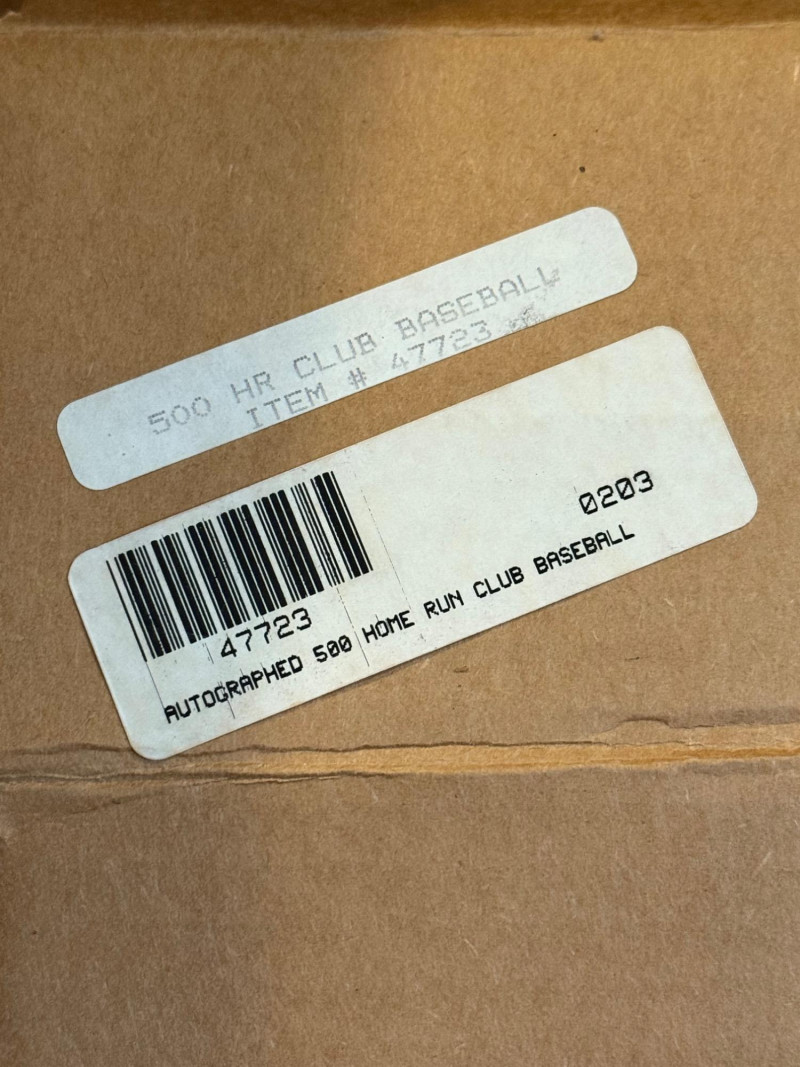 500 HR CLUB BASEBALL
ITEM # 47723
0203
47723
AUTOGRAPHED 500 HOME RUN CLUB BASEBALL